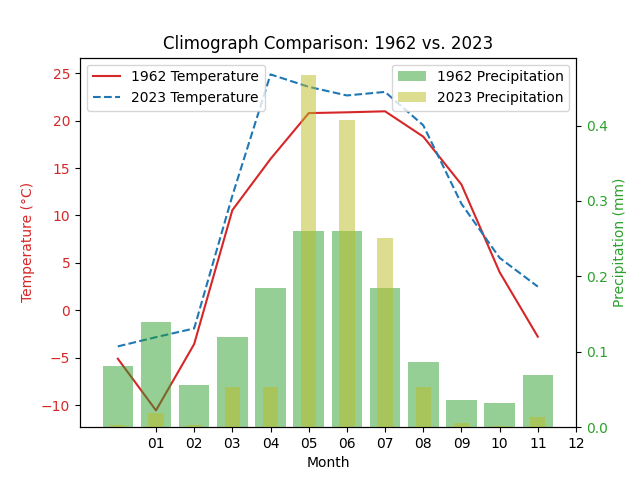 Climograph Comparison: 1962 vs. 2023
1962 Temperature
2023 Temperature
1962 Precipitation
2023 Precipitation
25
20
15
10
5
0
−5
−10
Temperature (°C)
0.4
0.3
0.2
0.1
0.0
Precipitation (mm)
01 02 03 04 05 06 07 08 09 10 11 12
Month